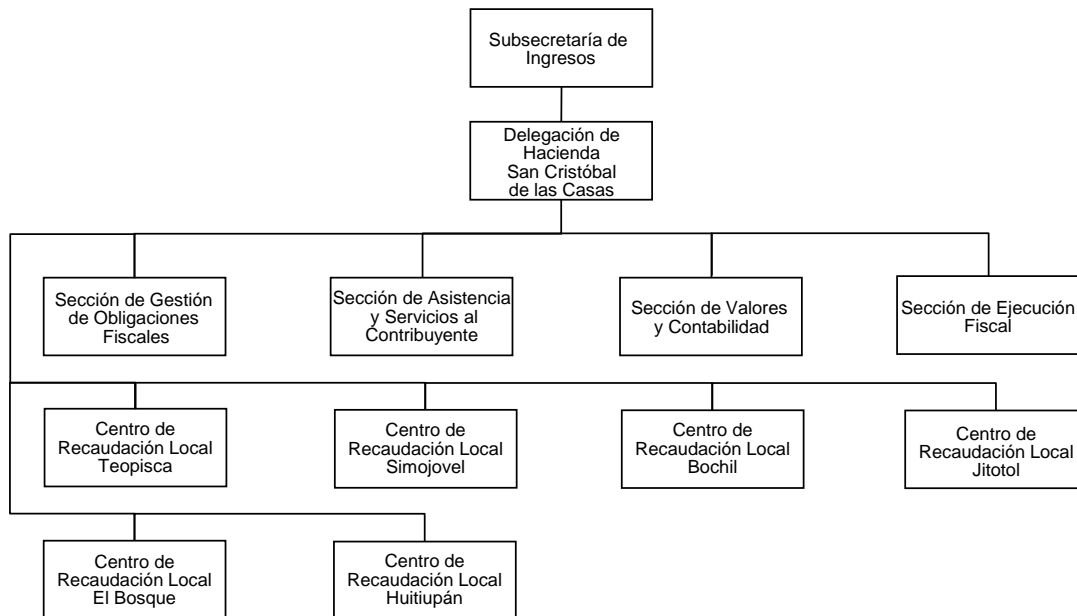 Subsecretaría de
Ingresos
Delegación de
Hacienda
San Cristóbal
de las Casas
Sección de Gestión
de Obligaciones
Fiscales
Sección de Asistencia
y Servicios al
Contribuyente
Sección de Valores
y Contabilidad
Sección de Ejecución
Fiscal
Centro de
Recaudación Local
Teopisca
Centro de
Recaudación Local
Simojovel
Centro de
Recaudación Local
Bochil
Centro de
Recaudación Local
Jitotol
Centro de
Recaudación Local
El Bosque
Centro de
Recaudación Local
Huitiupán